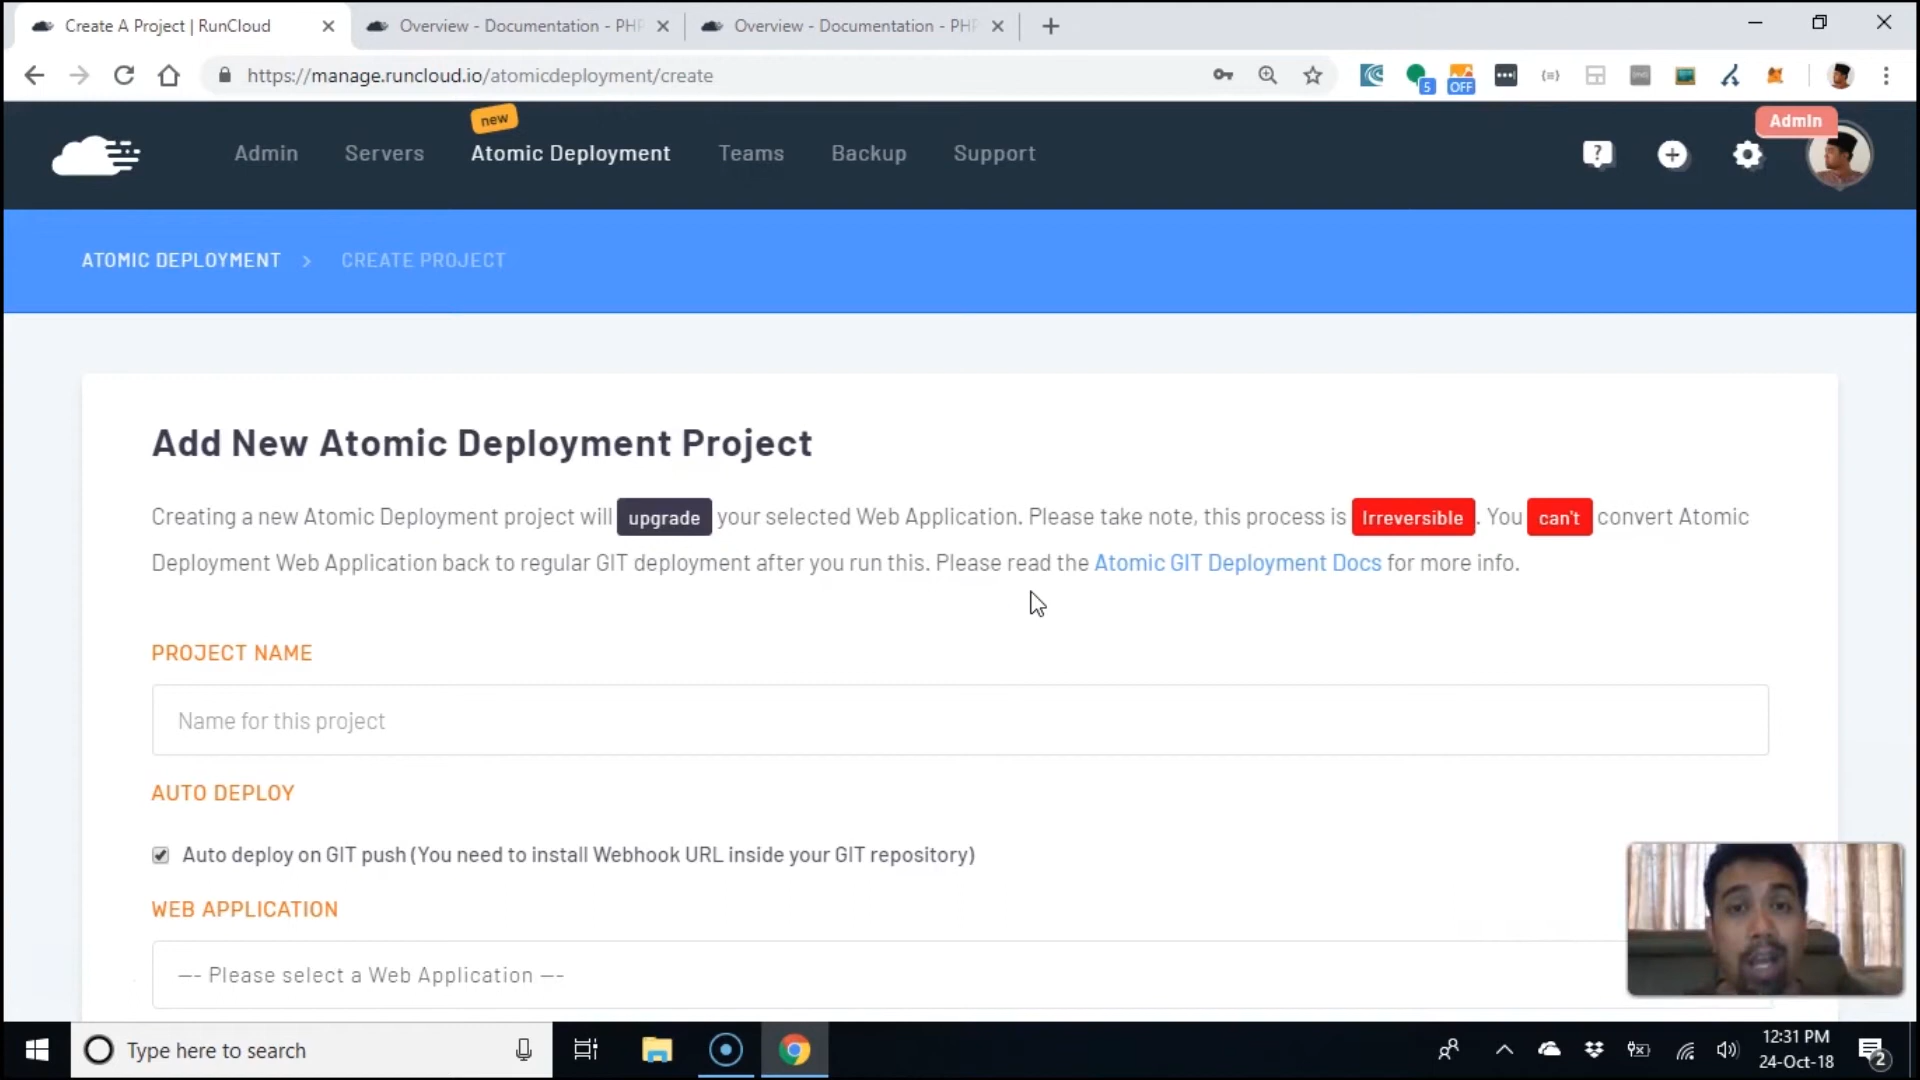 Create A Project | RunCloud
Overview - Documentation - PHP
Overview - Documentation - PHP
https://manage.runcloud.io/atomicdeployment/create
5
OFF
new
Admin
Servers
Atomic Deployment
Teams
Backup
Support
?
Admin
ATOMIC DEPLOYMENT > CREATE PROJECT
Add New Atomic Deployment Project
Creating a new Atomic Deployment project will upgrade your selected Web Application. Please take note, this process is Irreversible. You can't convert Atomic
Deployment Web Application back to regular GIT deployment after you run this. Please read the Atomic GIT Deployment Docs for more info.
PROJECT NAME
Name for this project
AUTO DEPLOY
Auto deploy on GIT push (You need to install Webhook URL inside your GIT repository)
WEB APPLICATION
--- Please select a Web Application ---
Type here to search
12:31 PM
24-Oct-18
2